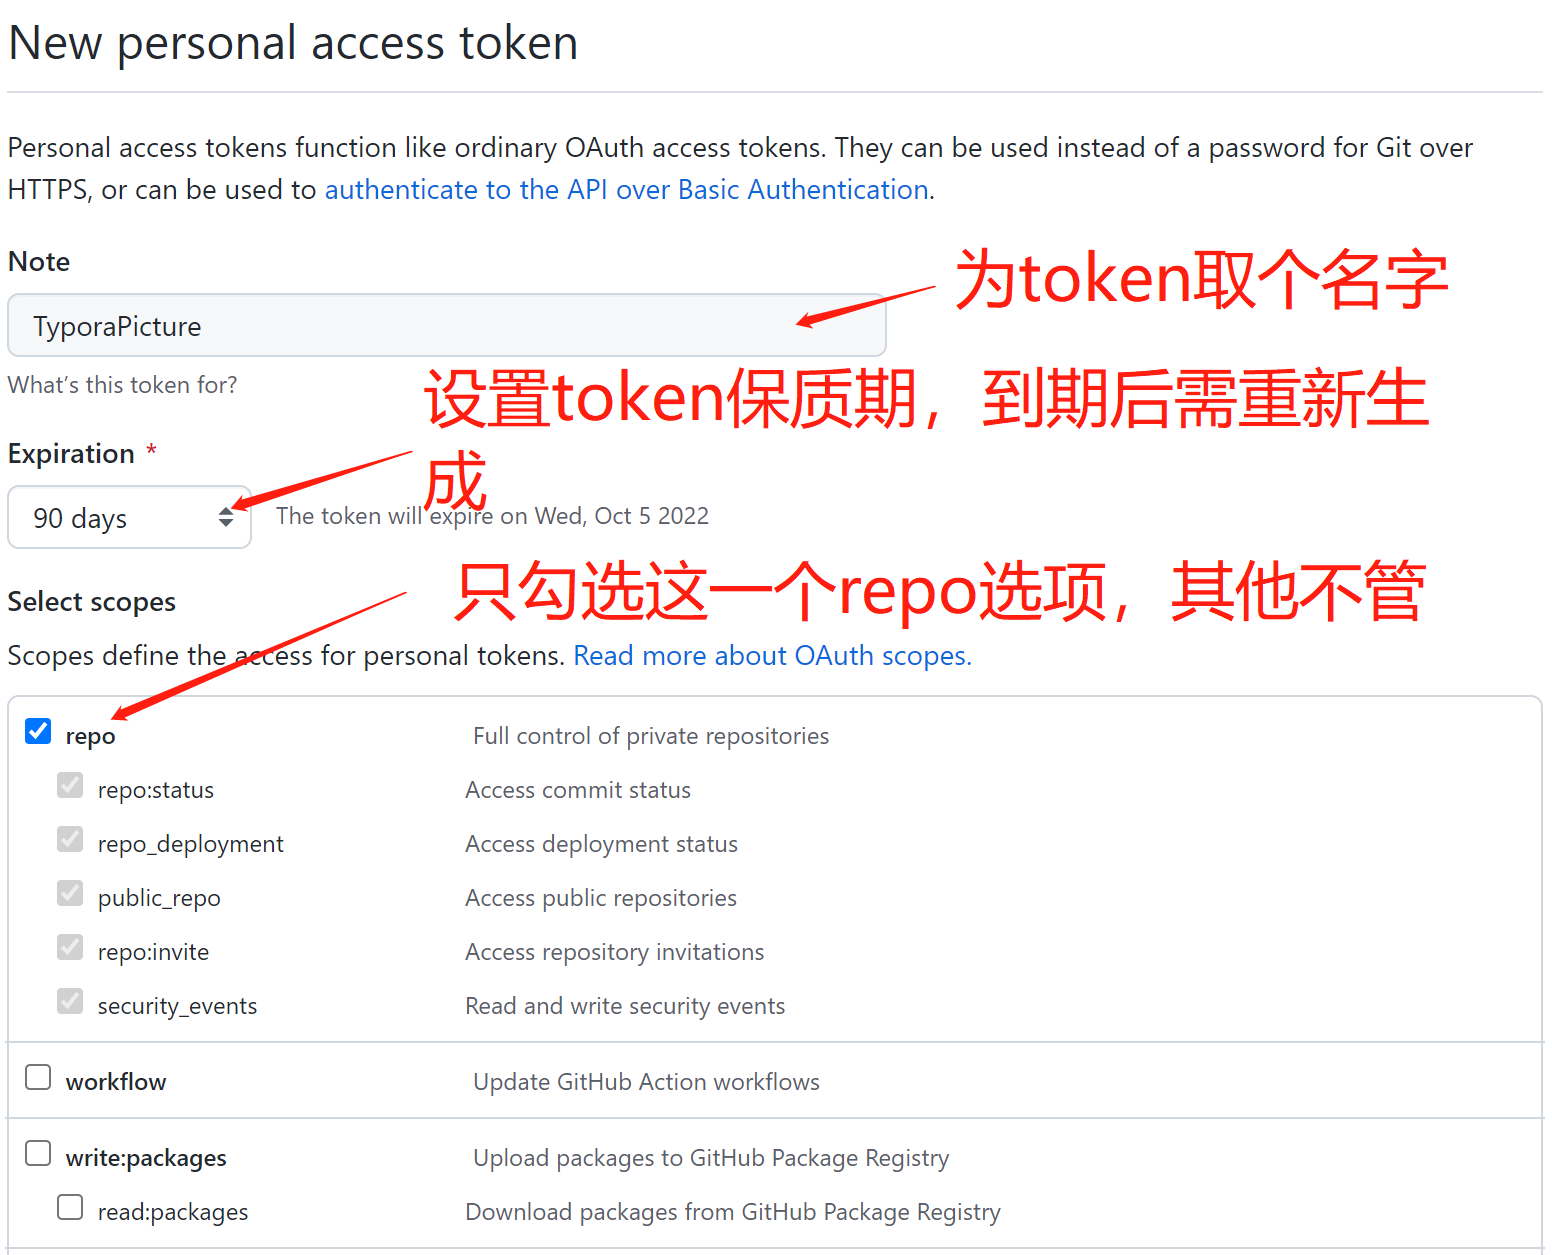 New personal access token
Personal access tokens function like ordinary OAuth access tokens. They can be used instead of a password for Git over
HTTPS, or can be used to authenticate to the API over Basic Authentication.
Note
为token取个名字
TyporaPicture
What's this token for?
设置token保质期，到期后需重新生
成
Expiration *
90 days
The token will expire on Wed, Oct 5 2022
只勾选这一个repo选项，其他不管
Select scopes
Scopes define the access for personal tokens. Read more about OAuth scopes.
repo Full control of private repositories
repo:status Access commit status
repo_deployment Access deployment status
public_repo Access public repositories
repo:invite Access repository invitations
security_events Read and write security events
workflow Update GitHub Action workflows
write:packages Upload packages to GitHub Package Registry
read:packages Download packages from GitHub Package Registry